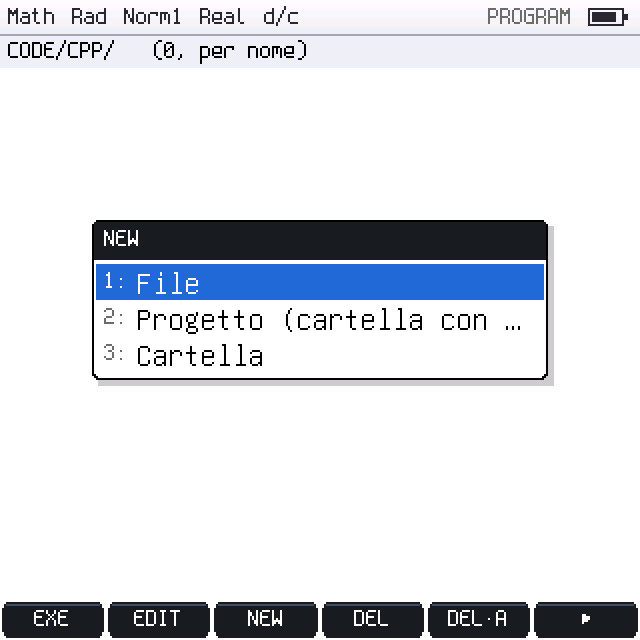 Math Rad Norm1 Real d/c PROGRAM
CODE/CPP/ (0, per nome)
NEW
1: File
2: Progetto (cartella con …
3: Cartella
EXE EDIT NEW DEL DEL·A